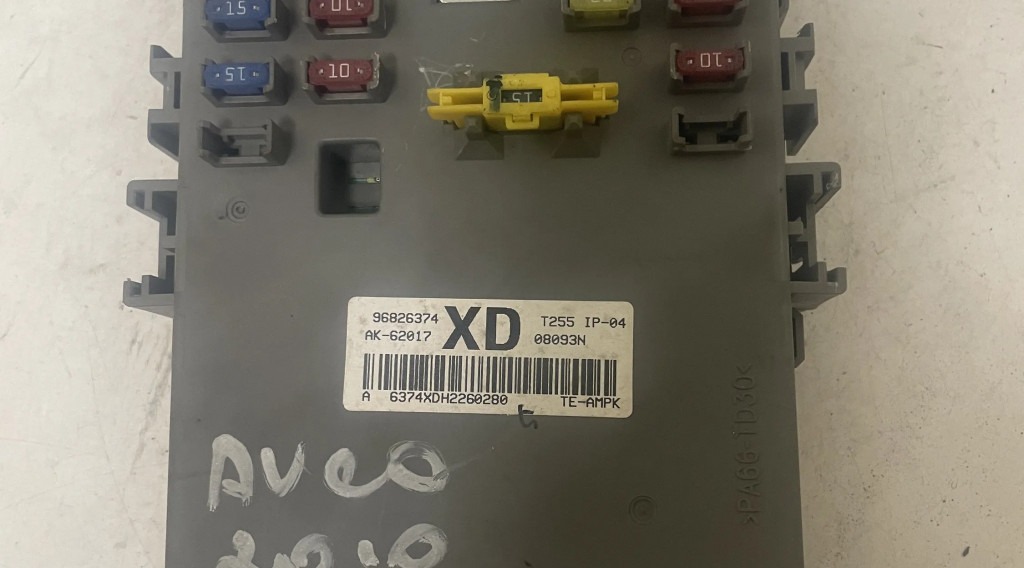 15 10 20
15 10 15 10
96826374 XD T255 IP-04
AK-62017 08093N
A 6374XDH2260280 TE-AMPK
>PA66 TD30<
AVEO